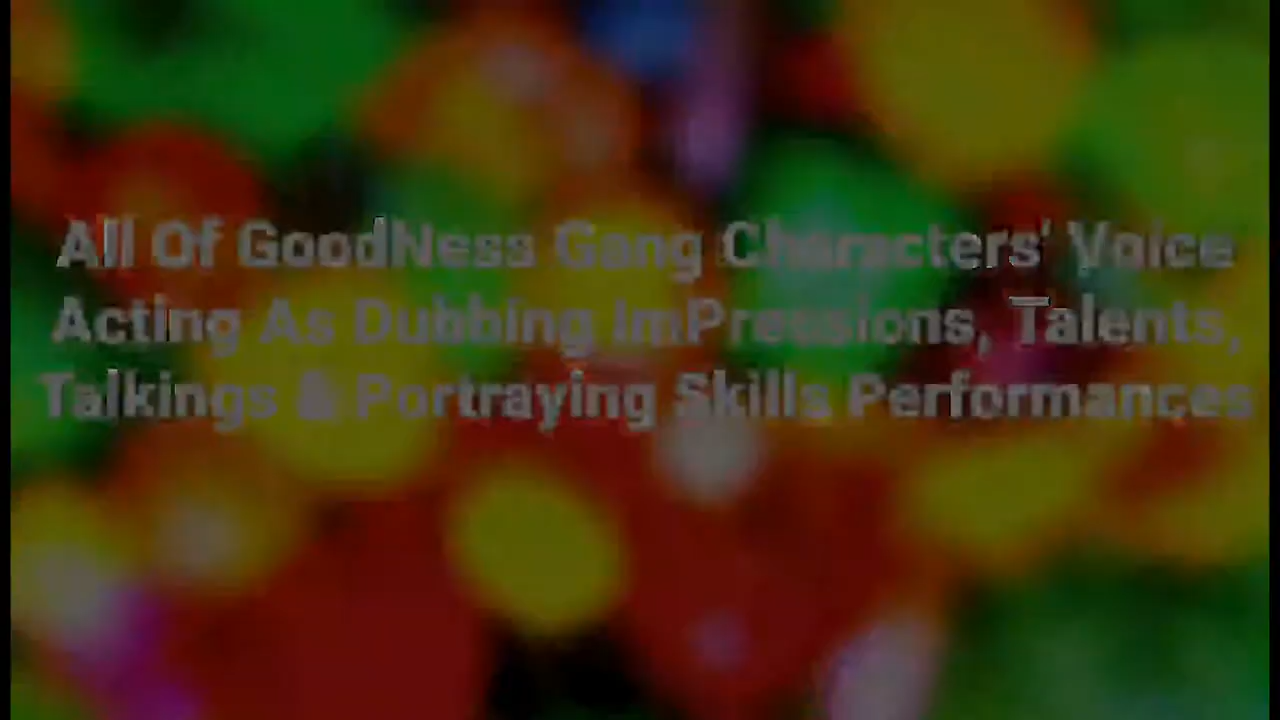 All Of GoodNess Gang Characters' Voice
Acting As Dubbing ImPressions, Talents,
Talkings & Portraying Skills Performances